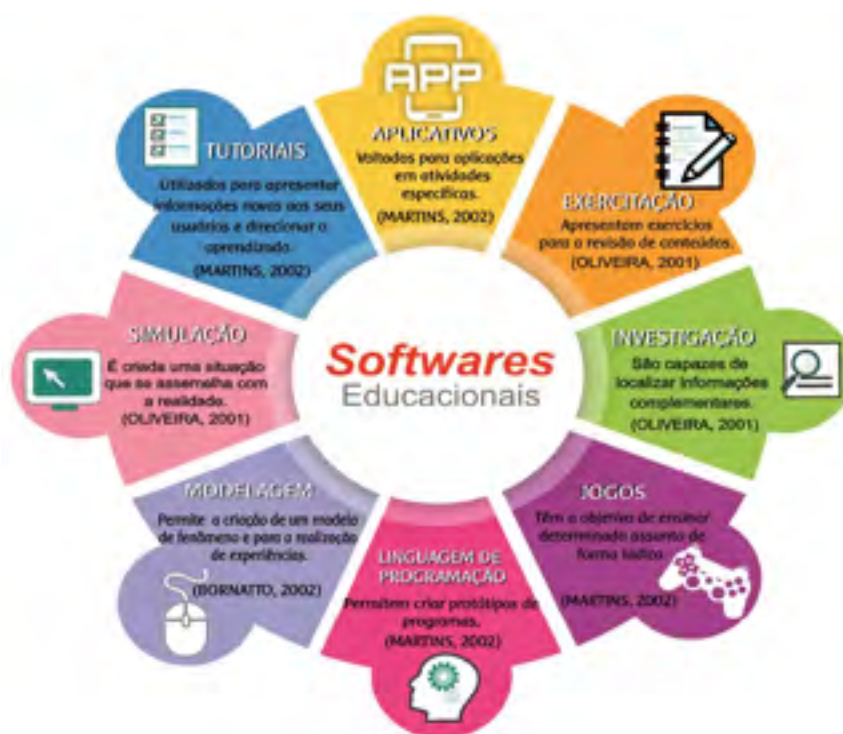 APP
APLICATIVOS
Voltados para aplicações
em atividades
específicas.
(MARTINS, 2002)
EXERCITAÇÃO
Apresentam exercícios
para a revisão de conteúdos.
(OLIVEIRA, 2001)
INVESTIGAÇÃO
São capazes de
localizar informações
complementares.
(OLIVEIRA, 2001)
JOGOS
Têm o objetivo de ensinar
determinado assunto de
forma lúdica
(MARTINS, 2002)
LINGUAGEM DE
PROGRAMAÇÃO
Permitem criar protótipos de
programas.
(MARTINS, 2002)
MODELAGEM
Permite a criação de um modelo
de fenômeno e para a realização
de experiências.
(BORNATTO, 2002)
SIMULAÇÃO
É criada uma situação
que se assemelha com
a realidade.
(OLIVEIRA, 2001)
TUTORIAIS
Utilizados para apresentar
informações novas aos seus
usuários e direcionar o
aprendizado.
(MARTINS, 2002)
Softwares
Educacionais